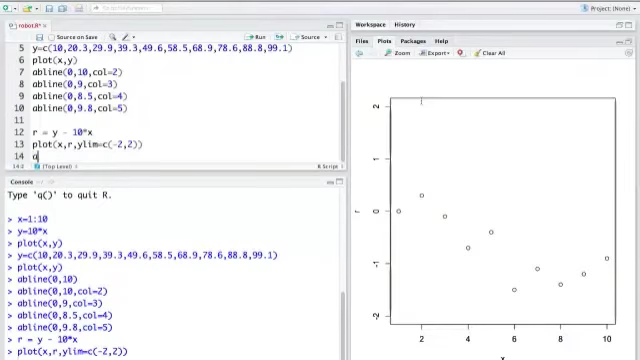 Go to file/function
Project: (None)
robot.R*
Source on Save
Run
Source
5 y=c(10,20.3,29.9,39.3,49.6,58.5,68.9,78.6,88.8,99.1)
6 plot(x,y)
7 abline(0,10,col=2)
8 abline(0,9,col=3)
9 abline(0,8.5,col=4)
10 abline(0,9.8,col=5)
11
12 r = y - 10*x
13 plot(x,r,ylim=c(-2,2))
14 a
14:2 (Top Level) R Script
Console
Type 'q()' to quit R.
> x=1:10
> y=10*x
> plot(x,y)
> y=c(10,20.3,29.9,39.3,49.6,58.5,68.9,78.6,88.8,99.1)
> plot(x,y)
> abline(0,10)
> abline(0,10,col=2)
> abline(0,9,col=3)
> abline(0,8.5,col=4)
> abline(0,9.8,col=5)
> r = y - 10*x
> plot(x,r,ylim=c(-2,2))
Workspace History
Files Plots Packages Help
Zoom Export Clear All
2
1
0
-1
-2
r
2 4 6 8 10
x